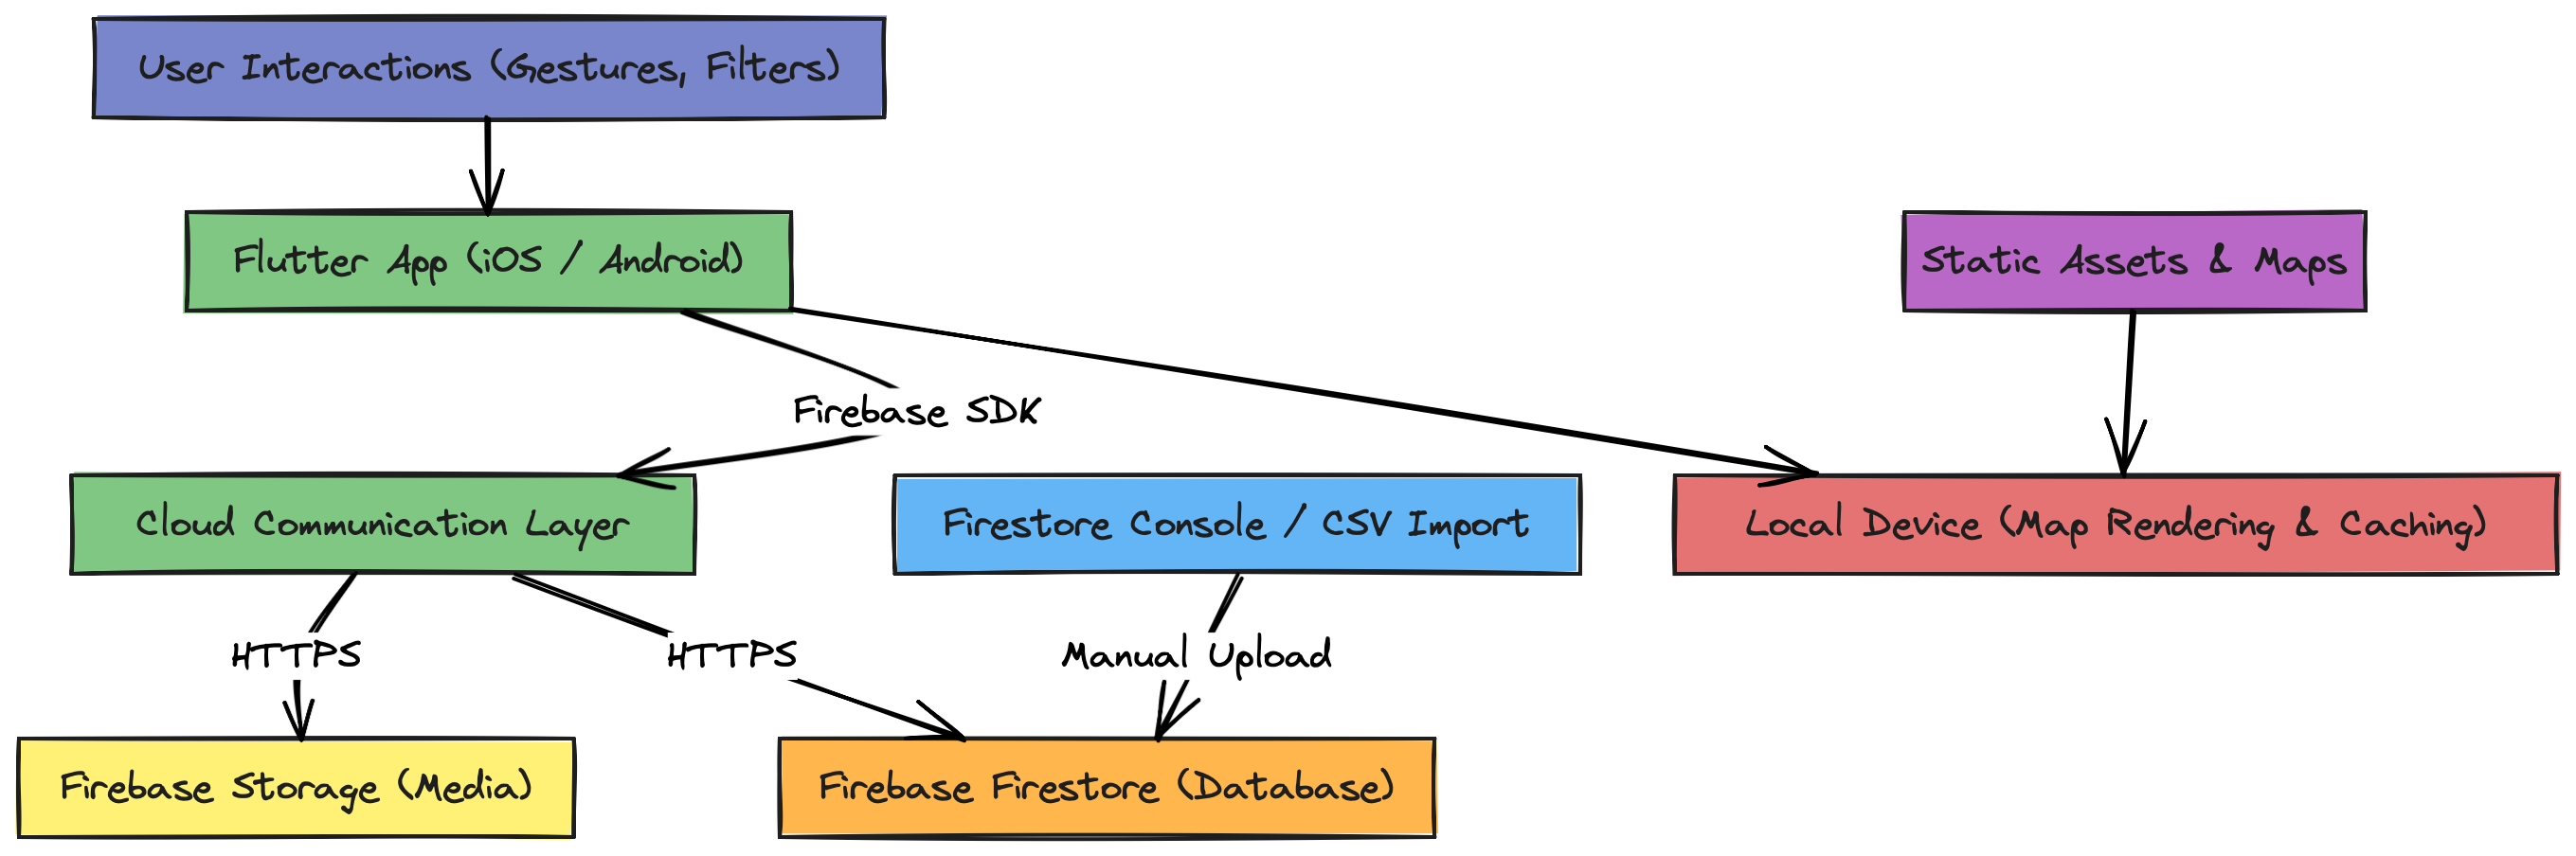 User Interactions (Gestures, Filters)
Flutter App (iOS / Android)
Static Assets & Maps
Firebase SDK
Cloud Communication Layer
Firestore Console / CSV Import
Local Device (Map Rendering & Caching)
HTTPS
HTTPS
Manual Upload
Firebase Storage (Media)
Firebase Firestore (Database)